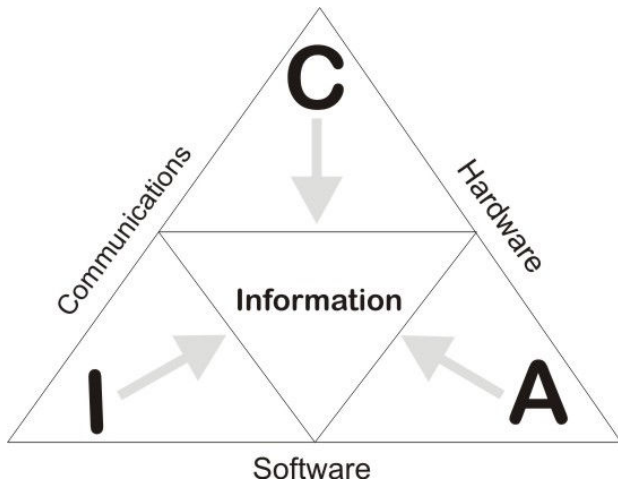 C
Communications
Hardware
Information
I
A
Software